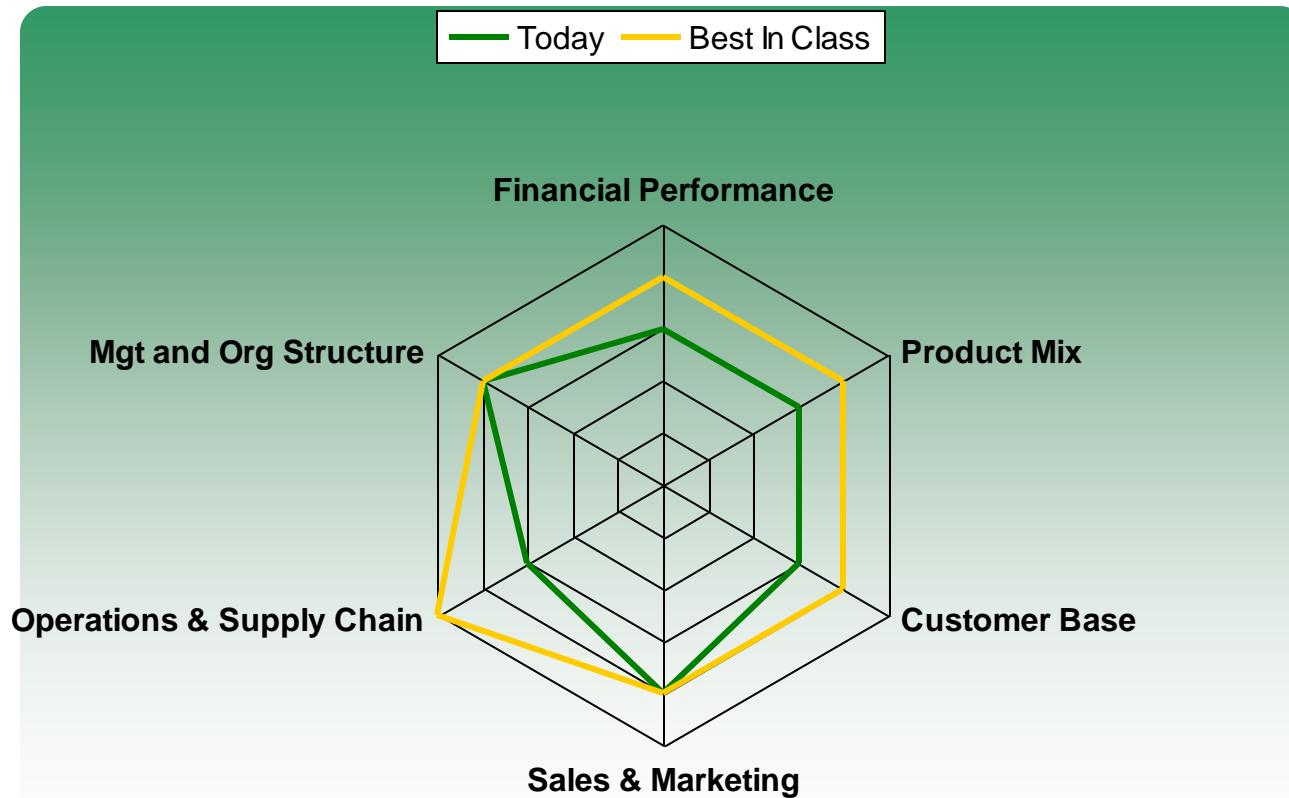 Today Best In Class
Financial Performance
Mgt and Org Structure
Product Mix
Operations & Supply Chain
Customer Base
Sales & Marketing